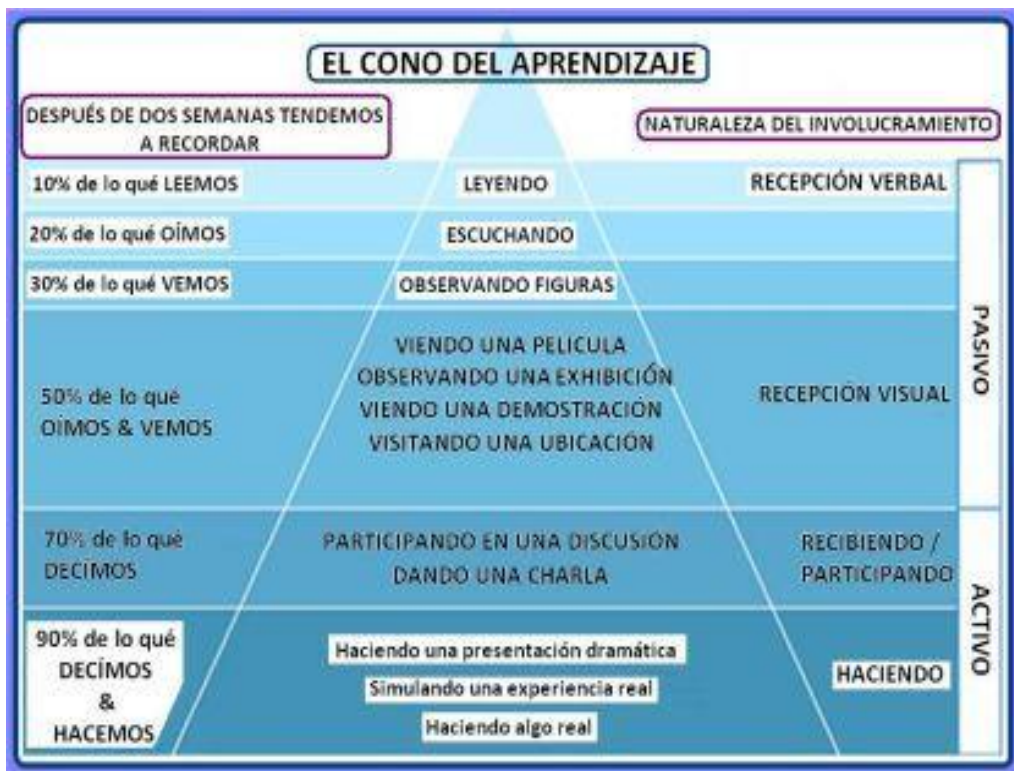 EL CONO DEL APRENDIZAJE
DESPUÉS DE DOS SEMANAS TENDEMOS
A RECORDAR
NATURALEZA DEL INVOLUCRAMIENTO
10% de lo qué LEEMOS
LEYENDO
RECEPCIÓN VERBAL
20% de lo qué OÍMOS
ESCUCHANDO
30% de lo qué VEMOS
OBSERVANDO FIGURAS
50% de lo qué
OÍMOS & VEMOS
VIENDO UNA PELICULA
OBSERVANDO UNA EXHIBICIÓN
VIENDO UNA DEMOSTRACIÓN
VISITANDO UNA UBICACIÓN
RECEPCIÓN VISUAL
PASIVO
70% de lo qué
DECÍMOS
PARTICIPANDO EN UNA DISCUSIÓN
DANDO UNA CHARLA
RECIBIENDO /
PARTICIPANDO
90% de lo qué
DECÍMOS
&
HACEMOS
Haciendo una presentación dramática
Simulando una experiencia real
Haciendo algo real
HACIENDO
ACTIVO